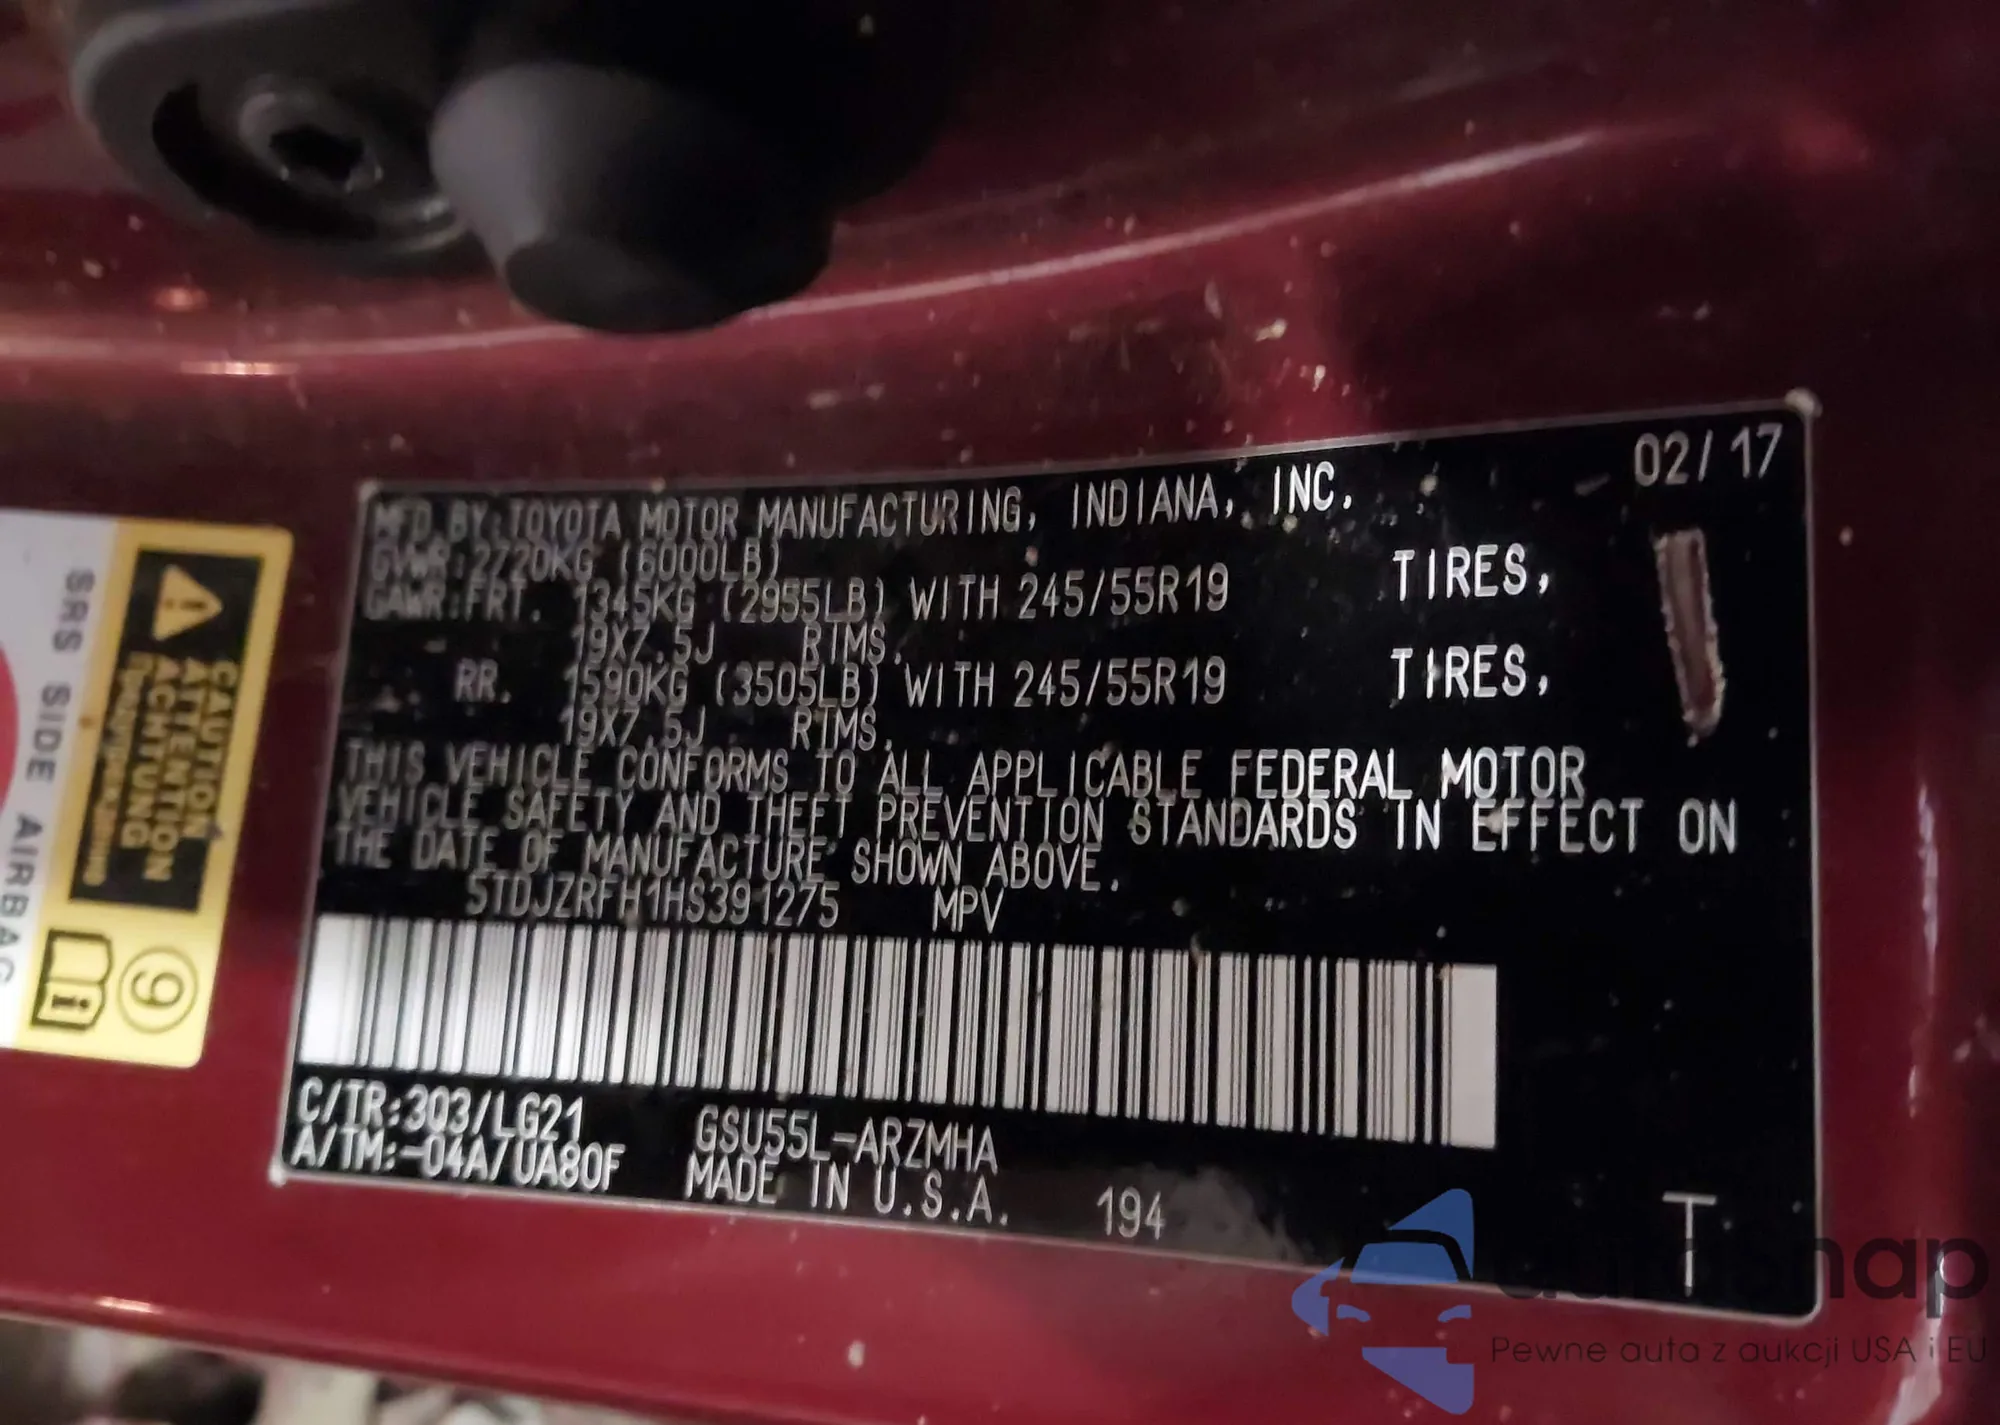 02/17
MFD.BY:TOYOTA MOTOR MANUFACTURING, INDIANA, INC.
GVWR:2720KG (6000LB)
GAWR:FRT. 1345KG (2955LB) WITH 245/55R19 TIRES,
19X7.5J RIMS.
RR. 1590KG (3505LB) WITH 245/55R19 TIRES,
19X7.5J RIMS.
THIS VEHICLE CONFORMS TO ALL APPLICABLE FEDERAL MOTOR
VEHICLE SAFETY AND THEFT PREVENTION STANDARDS IN EFFECT ON
THE DATE OF MANUFACTURE SHOWN ABOVE.
5TDJZRFH1HS391275 MPV
C/TR:3Q3/LG21 GSU55L-ARZMHA
A/TM:-04A/UA80F MADE IN U.S.A. 194
T
SRS SIDE AIRBAG
CAUTION
ATTENTION
ACHTUNG
9
i
Pewne auta z aukcji USA i EU